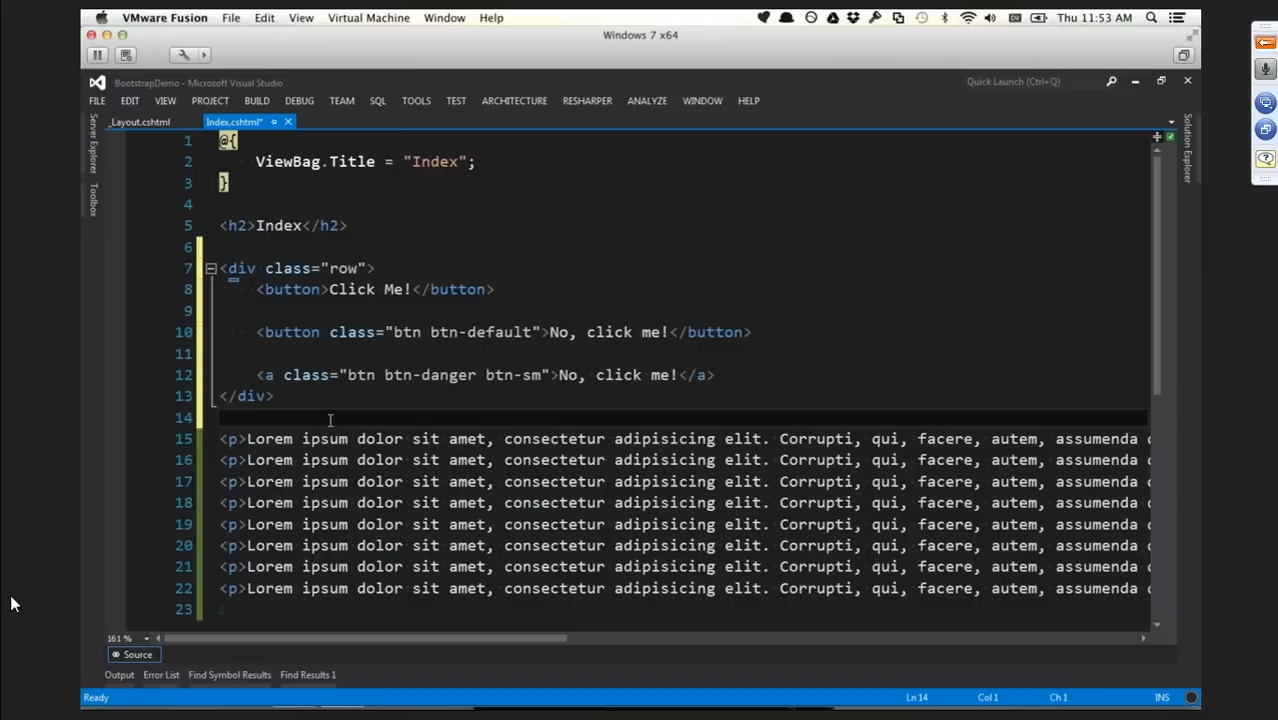 VMware Fusion File Edit View Virtual Machine Window Help Thu 11:53 AM
Windows 7 x64
BootstrapDemo - Microsoft Visual Studio Quick Launch (Ctrl+Q)
FILE EDIT VIEW PROJECT BUILD DEBUG TEAM SQL TOOLS TEST ARCHITECTURE RESHARPER ANALYZE WINDOW HELP
_Layout.cshtml Index.cshtml*
Server Explorer
Toolbox
Solution Explorer
1 @{
2 ViewBag.Title = "Index";
3 }
4
5 <h2>Index</h2>
6
7 <div class="row">
8 <button>Click Me!</button>
9
10 <button class="btn btn-default">No, click me!</button>
11
12 <a class="btn btn-danger btn-sm">No, click me!</a>
13 </div>
14
15 <p>Lorem ipsum dolor sit amet, consectetur adipisicing elit. Corrupti, qui, facere, autem, assumenda
16 <p>Lorem ipsum dolor sit amet, consectetur adipisicing elit. Corrupti, qui, facere, autem, assumenda
17 <p>Lorem ipsum dolor sit amet, consectetur adipisicing elit. Corrupti, qui, facere, autem, assumenda
18 <p>Lorem ipsum dolor sit amet, consectetur adipisicing elit. Corrupti, qui, facere, autem, assumenda
19 <p>Lorem ipsum dolor sit amet, consectetur adipisicing elit. Corrupti, qui, facere, autem, assumenda
20 <p>Lorem ipsum dolor sit amet, consectetur adipisicing elit. Corrupti, qui, facere, autem, assumenda
21 <p>Lorem ipsum dolor sit amet, consectetur adipisicing elit. Corrupti, qui, facere, autem, assumenda
22 <p>Lorem ipsum dolor sit amet, consectetur adipisicing elit. Corrupti, qui, facere, autem, assumenda
23
161 %
Source
Output Error List Find Symbol Results Find Results 1
Ready Ln 14 Col 1 Ch 1 INS